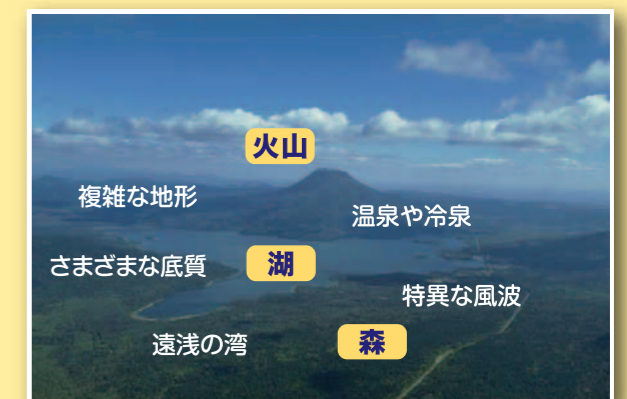 火山
複雑な地形
温泉や冷泉
さまざまな底質
湖
特異な風波
遠浅の湾
森